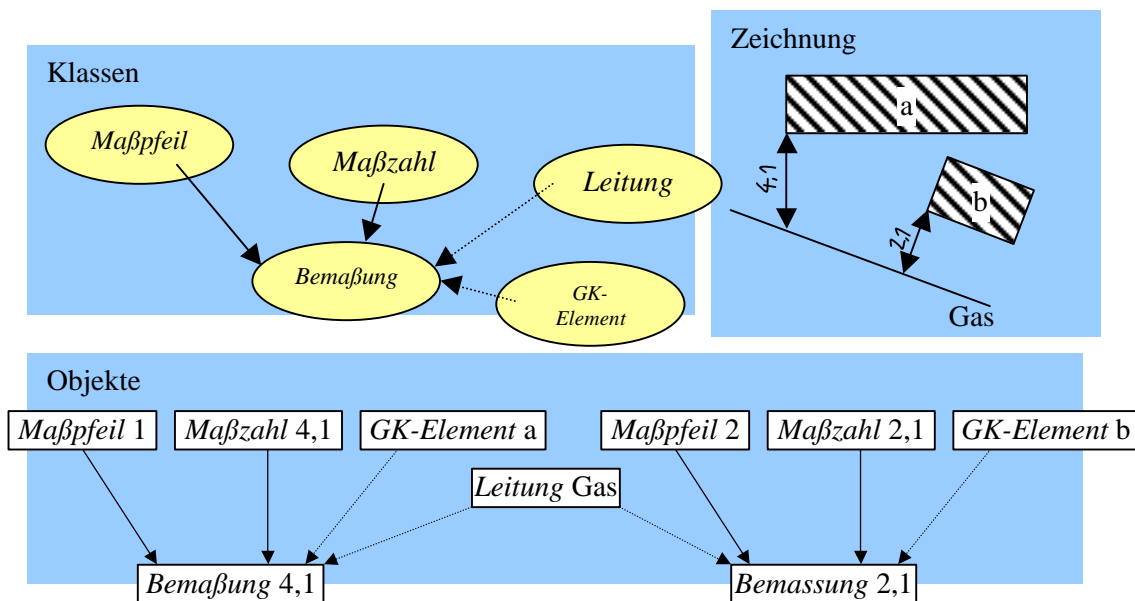 Klassen
Maßpfeil
Maßzahl
Leitung
Bemaßung
GK-
Element
Zeichnung
a
4,1
b
2,1
Gas
Objekte
Maßpfeil 1
Maßzahl 4,1
GK-Element a
Maßpfeil 2
Maßzahl 2,1
GK-Element b
Leitung Gas
Bemaßung 4,1
Bemassung 2,1